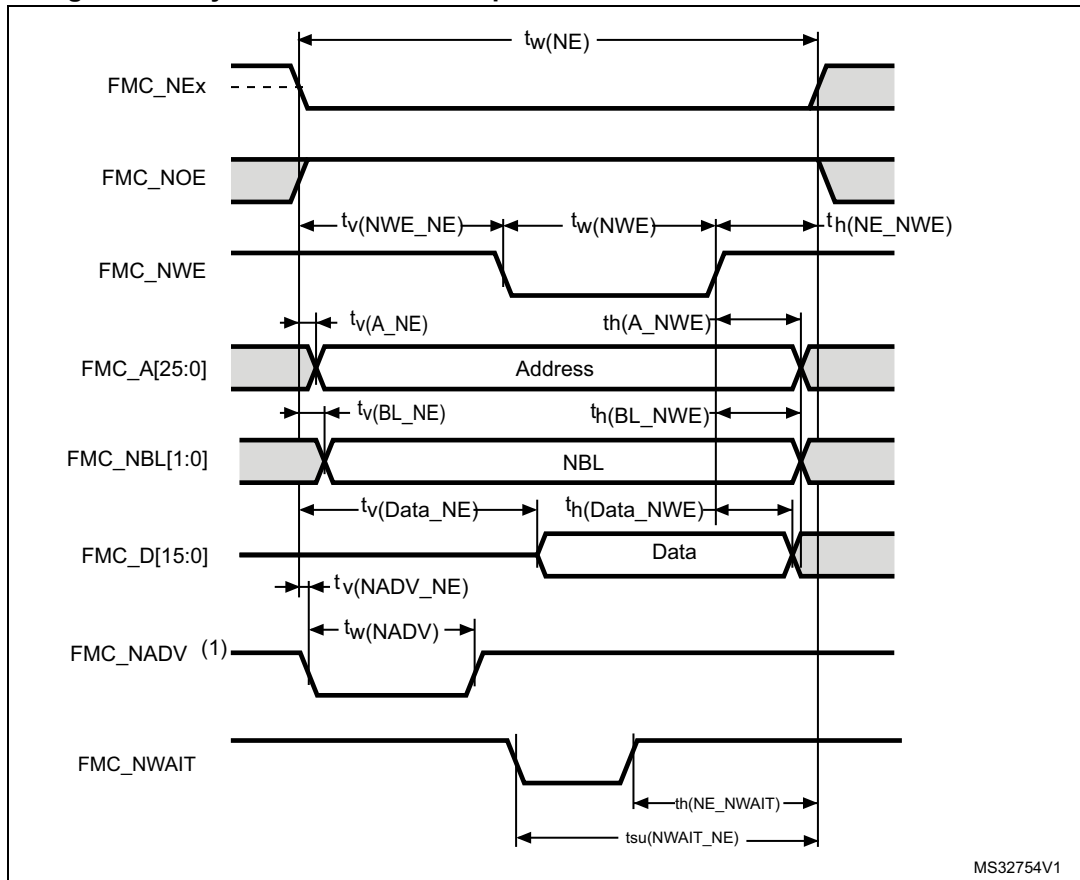 tw(NE)
FMC_NEx
FMC_NOE
tv(NWE_NE) tw(NWE) th(NE_NWE)
FMC_NWE
tv(A_NE) th(A_NWE)
FMC_A[25:0] Address
tv(BL_NE) th(BL_NWE)
FMC_NBL[1:0] NBL
tv(Data_NE) th(Data_NWE)
FMC_D[15:0] Data
tv(NADV_NE)
tw(NADV)
FMC_NADV (1)
FMC_NWAIT
th(NE_NWAIT)
tsu(NWAIT_NE)
MS32754V1